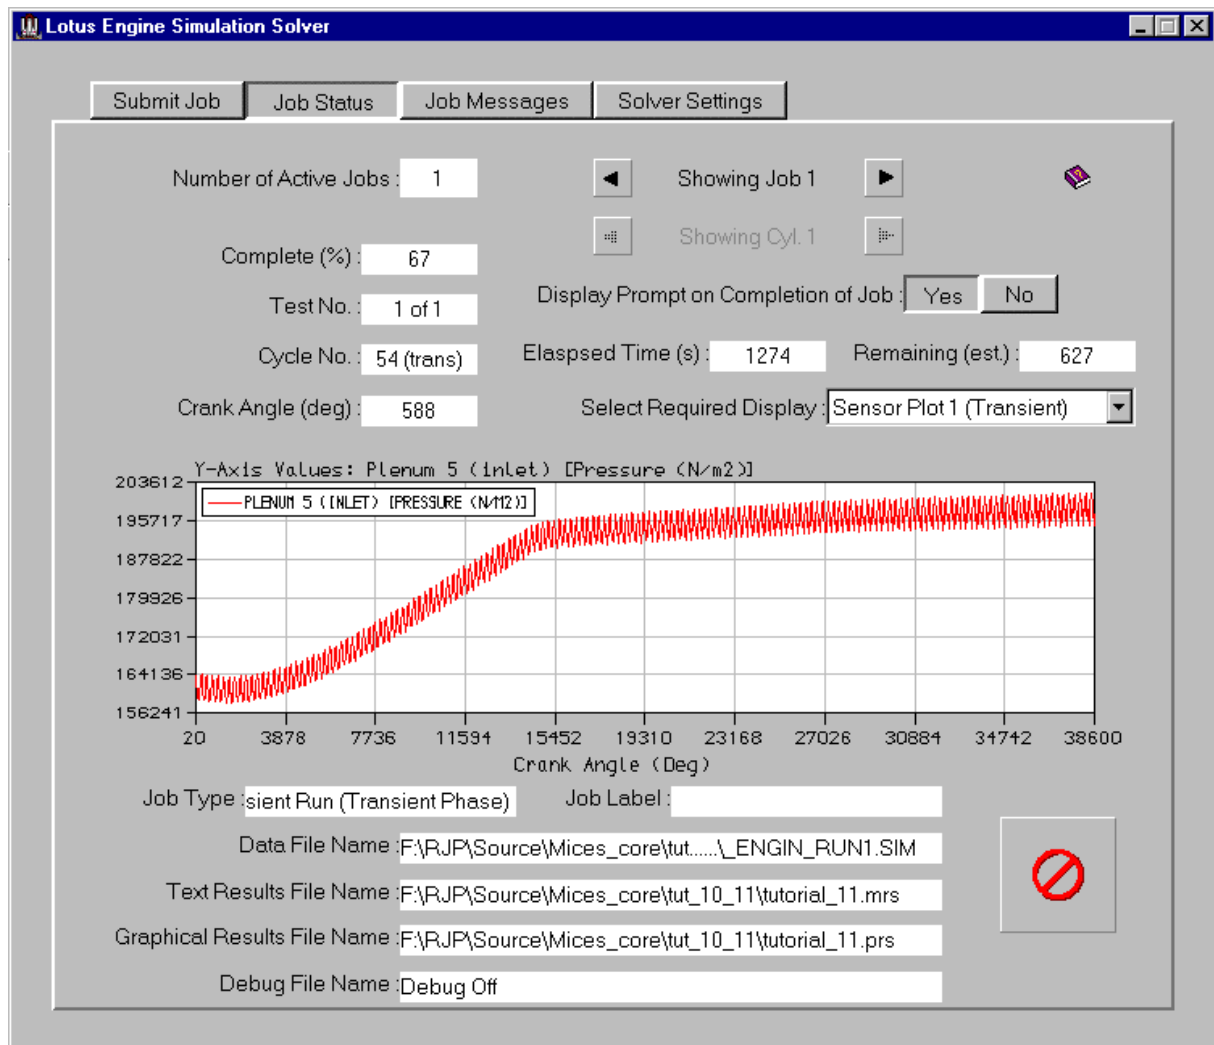 Lotus Engine Simulation Solver
Submit Job Job Status Job Messages Solver Settings
Number of Active Jobs : 1 Showing Job 1
Showing Cyl. 1
Complete (%) : 67
Display Prompt on Completion of Job : Yes No
Test No. : 1 of 1
Cycle No. : 54 (trans) Elaspsed Time (s) : 1274 Remaining (est.) : 627
Crank Angle (deg) : 588 Select Required Display : Sensor Plot 1 (Transient)
Y-Axis Values: Plenum 5 (inlet) [Pressure (N/m2)]
PLENUM 5 (INLET) [PRESSURE (N/M2)]
203612
195717
187822
179926
172031
164136
156241
20 3878 7736 11594 15452 19310 23168 27026 30884 34742 38600
Crank Angle (Deg)
Job Type : sient Run (Transient Phase) Job Label :
Data File Name : F:\RJP\Source\Mices_core\tut......\_ENGIN_RUN1.SIM
Text Results File Name : F:\RJP\Source\Mices_core\tut_10_11\tutorial_11.mrs
Graphical Results File Name : F:\RJP\Source\Mices_core\tut_10_11\tutorial_11.prs
Debug File Name : Debug Off